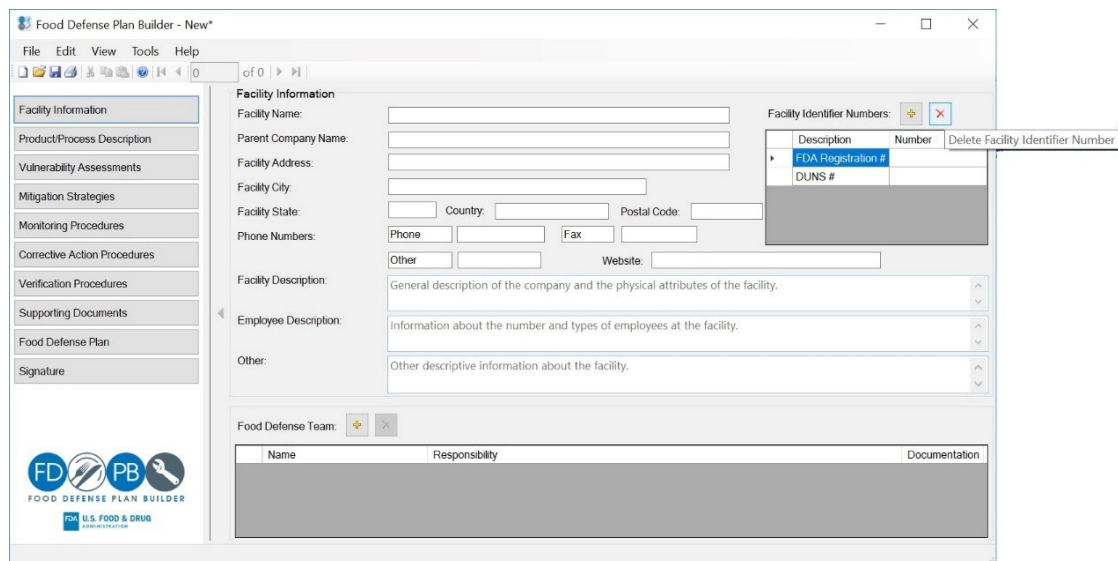 Food Defense Plan Builder - New*
File Edit View Tools Help
0 of 0
Facility Information
Product/Process Description
Vulnerability Assessments
Mitigation Strategies
Monitoring Procedures
Corrective Action Procedures
Verification Procedures
Supporting Documents
Food Defense Plan
Signature
FD PB
FOOD DEFENSE PLAN BUILDER
FDA U.S. FOOD & DRUG
ADMINISTRATION
Facility Information
Facility Name:
Parent Company Name:
Facility Address:
Facility City:
Facility State: Country: Postal Code:
Phone Numbers: Phone Fax
Other Website:
Facility Description: General description of the company and the physical attributes of the facility.
Employee Description: Information about the number and types of employees at the facility.
Other: Other descriptive information about the facility.
Facility Identifier Numbers:
Delete Facility Identifier Number
Description Number
FDA Registration #
DUNS #
Food Defense Team:
Name Responsibility Documentation